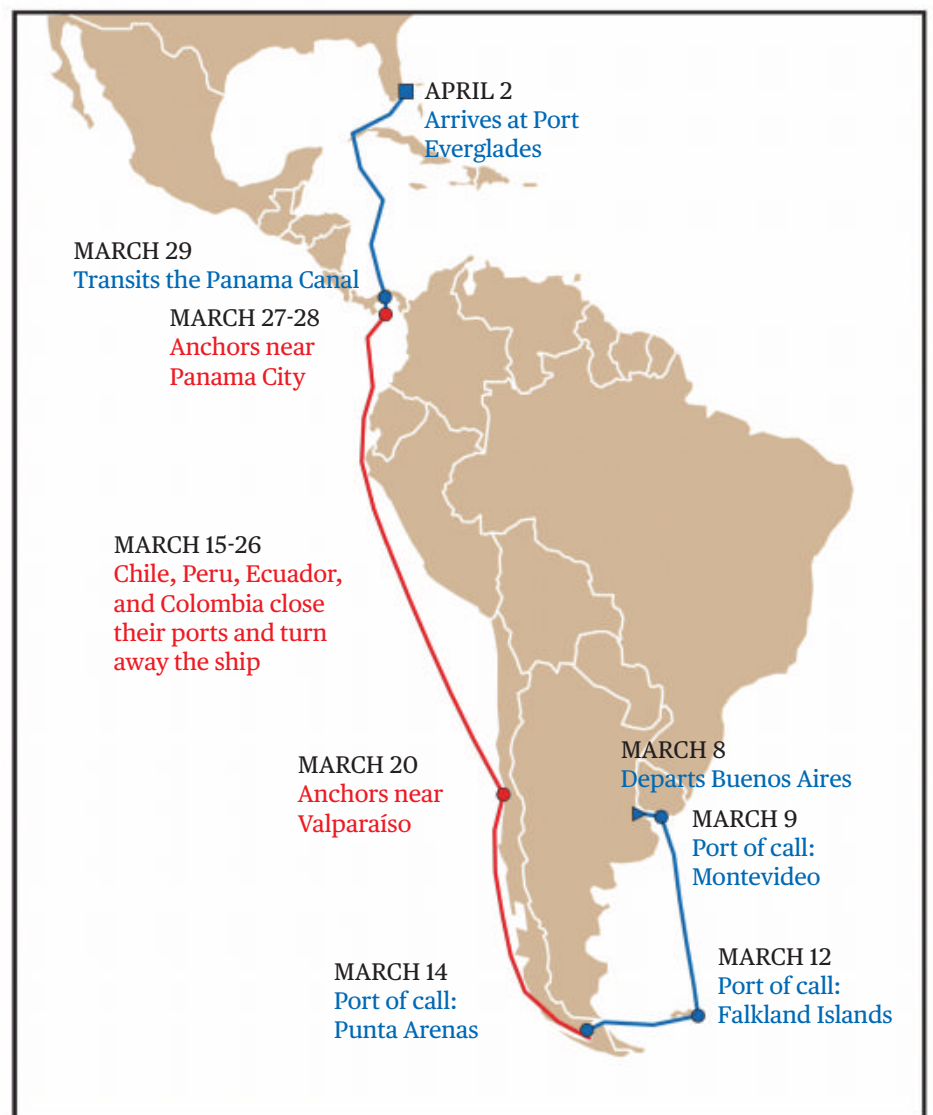 APRIL 2
Arrives at Port
Everglades
MARCH 29
Transits the Panama Canal
MARCH 27-28
Anchors near
Panama City
MARCH 15-26
Chile, Peru, Ecuador,
and Colombia close
their ports and turn
away the ship
MARCH 20
Anchors near
Valparaíso
MARCH 8
Departs Buenos Aires
MARCH 9
Port of call:
Montevideo
MARCH 12
Port of call:
Falkland Islands
MARCH 14
Port of call:
Punta Arenas